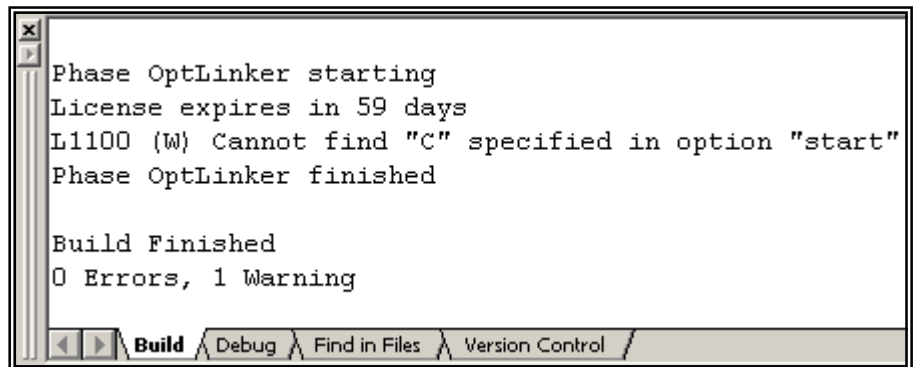 Phase OptLinker starting
License expires in 59 days
L1100 (W) Cannot find "C" specified in option "start"
Phase OptLinker finished
Build Finished
0 Errors, 1 Warning
Build Debug Find in Files Version Control